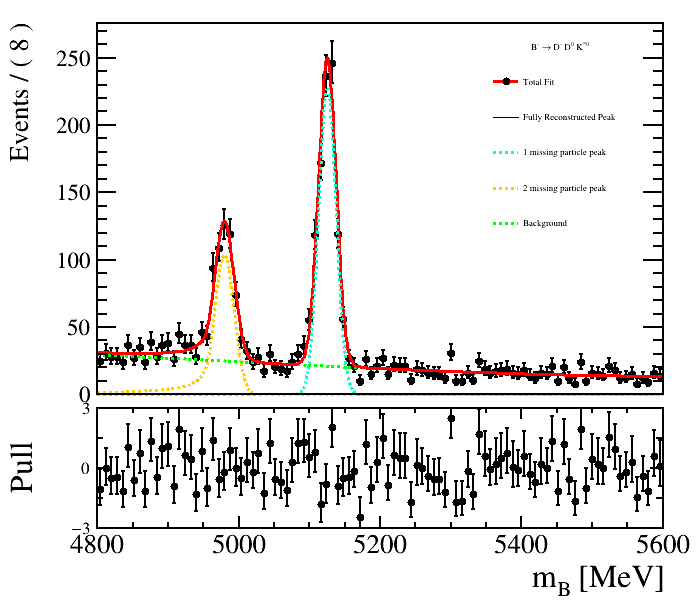 Events / ( 8 )
250
200
150
100
50
0
B⁻ → D⁻ D⁰ K*⁰
Total Fit
Fully Reconstructed Peak
1 missing particle peak
2 missing particle peak
Background
Pull
3
0
−3
4800 5000 5200 5400 5600
m_B [MeV]